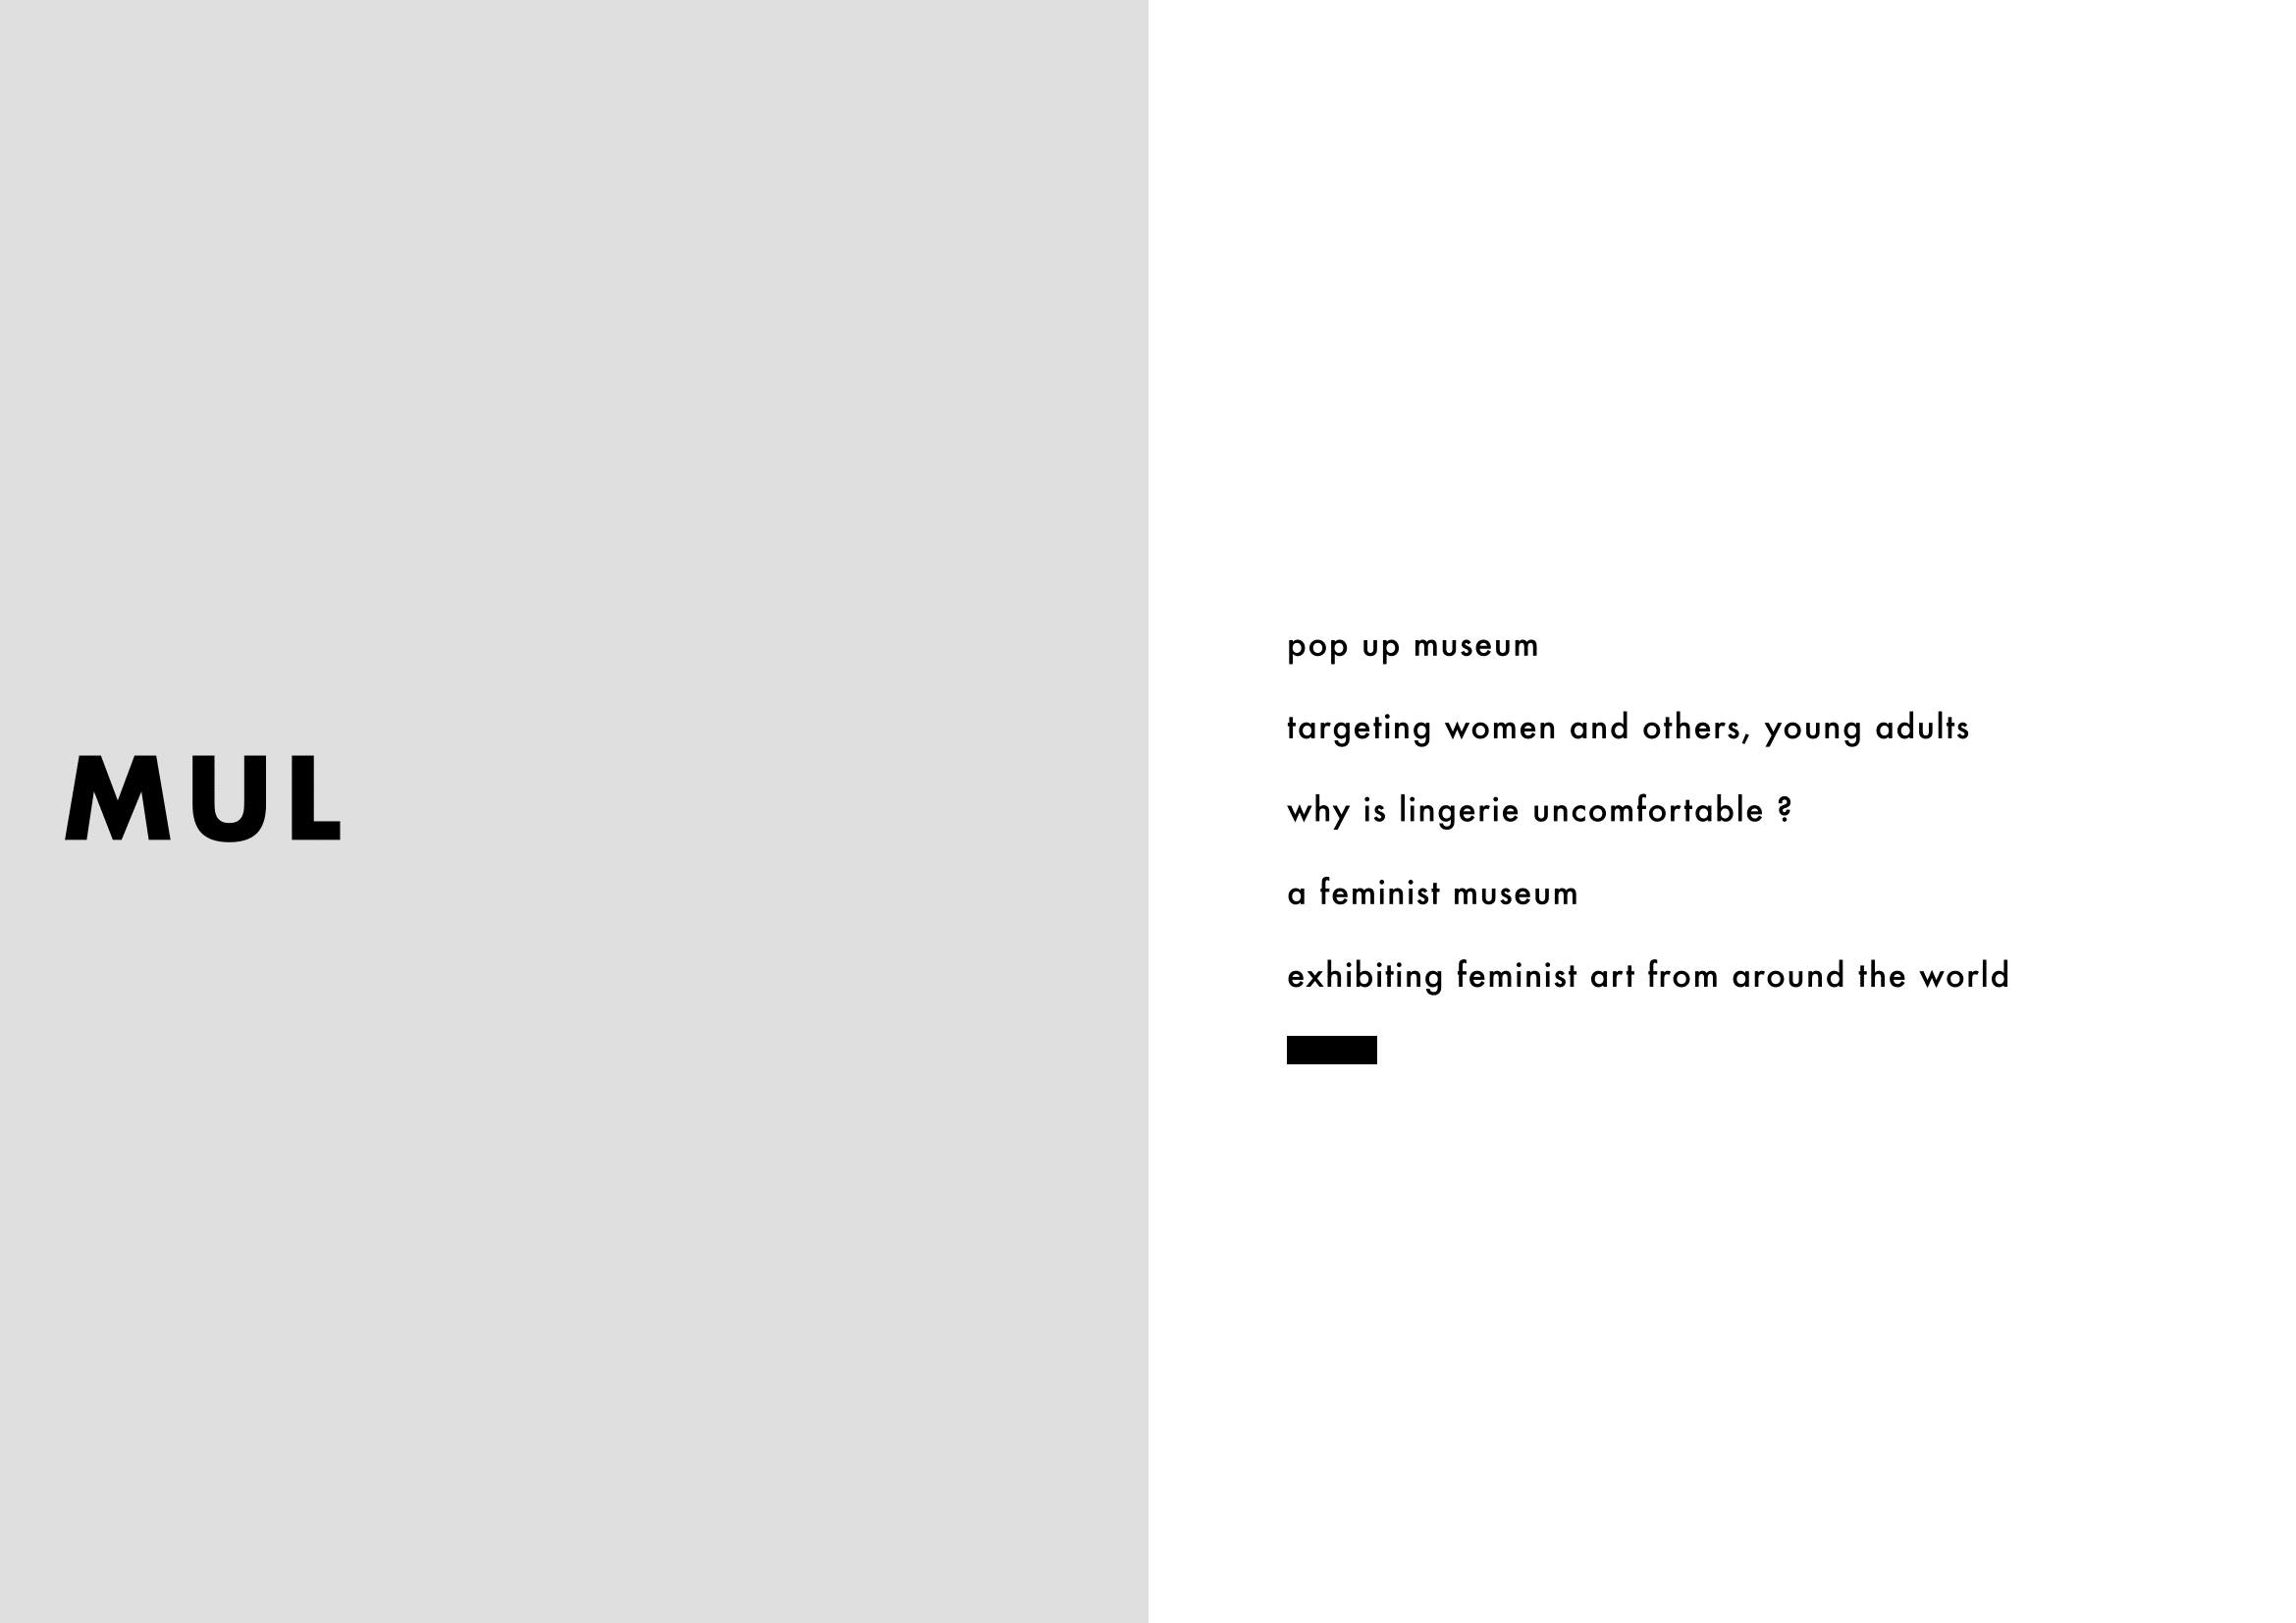 MUL
pop up museum
targeting women and others, young adults
why is lingerie uncomfortable ?
a feminist museum
exhibiting feminist art from around the world